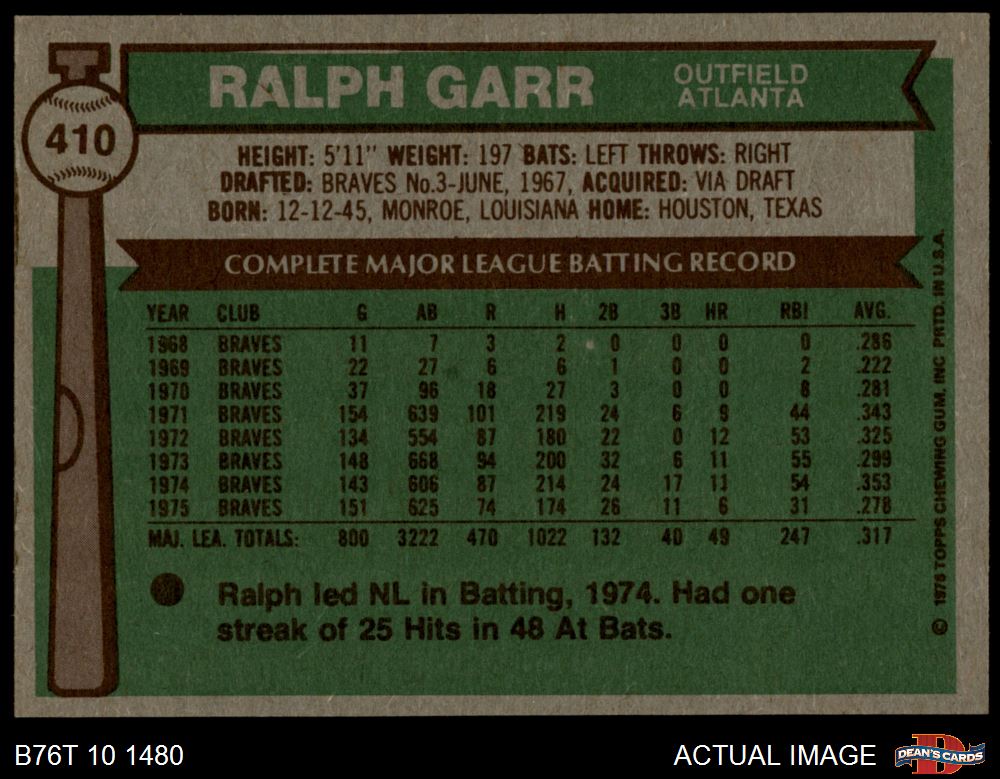 410
RALPH GARR
OUTFIELD
ATLANTA
HEIGHT: 5'11" WEIGHT: 197 BATS: LEFT THROWS: RIGHT
DRAFTED: BRAVES No.3-JUNE, 1967, ACQUIRED: VIA DRAFT
BORN: 12-12-45, MONROE, LOUISIANA HOME: HOUSTON, TEXAS
COMPLETE MAJOR LEAGUE BATTING RECORD
YEAR CLUB G AB R H 2B 3B HR RBI AVG.
1968 BRAVES 11 7 3 2 0 0 0 0 .286
1969 BRAVES 22 27 6 6 1 0 0 2 .222
1970 BRAVES 37 96 18 27 3 0 0 8 .281
1971 BRAVES 154 639 101 219 24 6 9 44 .343
1972 BRAVES 134 554 87 180 22 0 12 53 .325
1973 BRAVES 148 668 94 200 32 6 11 55 .299
1974 BRAVES 143 606 87 214 24 17 11 54 .353
1975 BRAVES 151 625 74 174 26 11 6 31 .278
MAJ. LEA. TOTALS: 800 3222 470 1022 132 40 49 247 .317
Ralph led NL in Batting, 1974. Had one
streak of 25 Hits in 48 At Bats.
© 1976 TOPPS CHEWING GUM, INC PRTD. IN U.S.A.
B76T 10 1480
ACTUAL IMAGE
DEAN'S CARDS